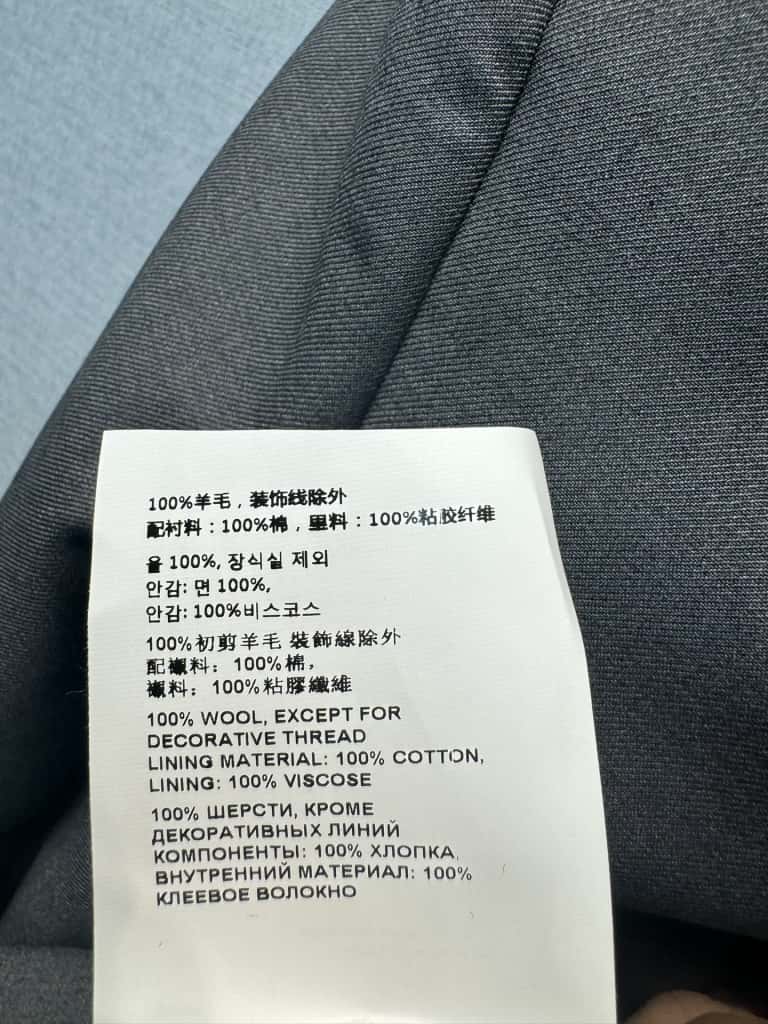 100%羊毛，装饰线除外
配衬料：100%棉，里料：100%粘胶纤维
울 100%, 장식실 제외
안감: 면 100%,
안감: 100%비스코스
100%初剪羊毛 裝飾線除外
配襯料：100%棉，
襯料：100%粘膠纖維
100% WOOL, EXCEPT FOR
DECORATIVE THREAD
LINING MATERIAL: 100% COTTON,
LINING: 100% VISCOSE
100% ШЕРСТИ, КРОМЕ
ДЕКОРАТИВНЫХ ЛИНИЙ
КОМПОНЕНТЫ: 100% ХЛОПКА,
ВНУТРЕННИЙ МАТЕРИАЛ: 100%
КЛЕЕВОЕ ВОЛОКНО